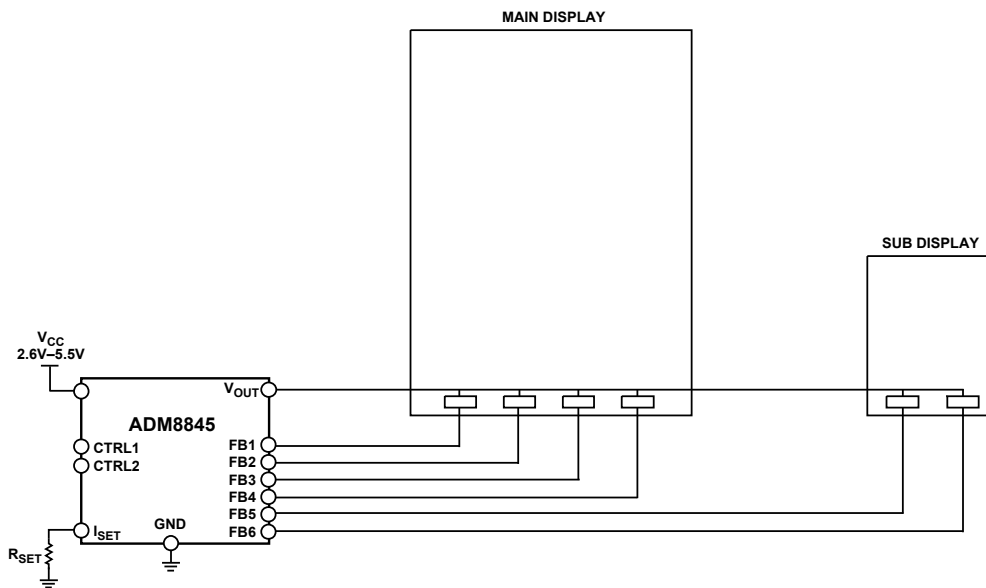 MAIN DISPLAY
SUB DISPLAY
VCC
2.6V–5.5V
VOUT
ADM8845
CTRL1
CTRL2
FB1
FB2
FB3
FB4
FB5
FB6
ISET
GND
RSET